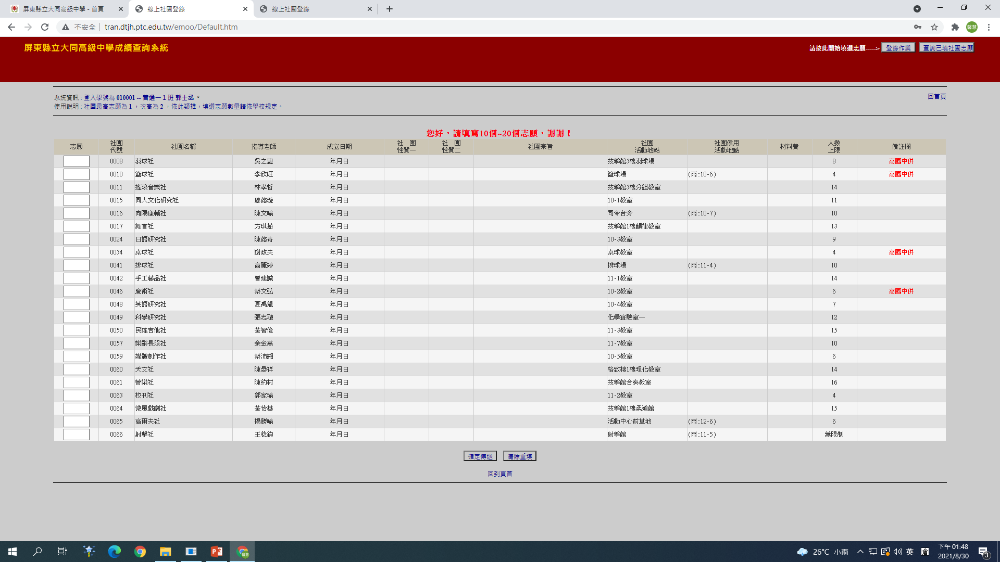 屏東縣立大同高級中學 - 首頁
線上社團登錄
線上社團登錄
不安全 | tran.dtjh.ptc.edu.tw/emoo/Default.htm
馨慧
屏東縣立大同高級中學成績查詢系統
請按此開始填選志願-----> 登錄作業 查詢已填社團志願
系統資訊 : 登入學號為 010001 -- 普通一 1 班 郭士丞 。
回首頁
使用說明 : 社團最高志願為 1 ，次高為 2 ，依此類推，填選志願數量請依學校規定。
您好，請填寫10個~20個志願，謝謝！
志願 社團代號 社團名稱 指導老師 成立日期 社　團性質一 社　團性質二 社團宗旨 社團活動地點 社團備用活動地點 材料費 人數上限 備註欄
0008 羽球社 吳之惠 年月日 技擊館3樓羽球場 8 高國中併
0010 籃球社 李欣旺 年月日 籃球場 (雨:10-6) 4 高國中併
0011 搖滾音樂社 林孝哲 年月日 技擊館3樓分組教室 14
0015 同人文化研究社 廖懿璇 年月日 10-1教室 11
0016 向陽康輔社 陳文喻 年月日 司令台旁 (雨:10-7) 10
0017 舞言社 方琪茹 年月日 技擊館1樓韻律教室 13
0024 日語研究社 陳懿青 年月日 10-3教室 9
0034 桌球社 謝政夫 年月日 桌球教室 4 高國中併
0041 排球社 高麗婷 年月日 排球場 (雨:11-4) 10
0042 手工藝品社 曾建誠 年月日 11-1教室 14
0046 魔術社 蔡文弘 年月日 10-2教室 6 高國中併
0048 英語研究社 夏禹龍 年月日 10-4教室 7
0049 科學研究社 張志聰 年月日 化學實驗室一 12
0050 民謠吉他社 黃智偉 年月日 11-3教室 15
0057 樂齡長照社 余金燕 年月日 11-7教室 10
0059 媒體創作社 蔡沛緗 年月日 10-5教室 6
0060 天文社 陳晏祥 年月日 格致樓1樓理化教室 14
0061 管樂社 陳約村 年月日 技擊館合奏教室 16
0063 校刊社 郭家瑜 年月日 11-2教室 4
0064 微風戲劇社 黃怡華 年月日 技擊館1樓柔道館 15
0065 高爾夫社 楊勝喻 年月日 活動中心前草地 (雨:12-6) 6
0066 射擊社 王稔鈞 年月日 射擊館 (雨:11-5) 無限制
確定傳送 清除重填
回到頁首
26°C 小雨
英
下午 01:48
2021/8/30
3